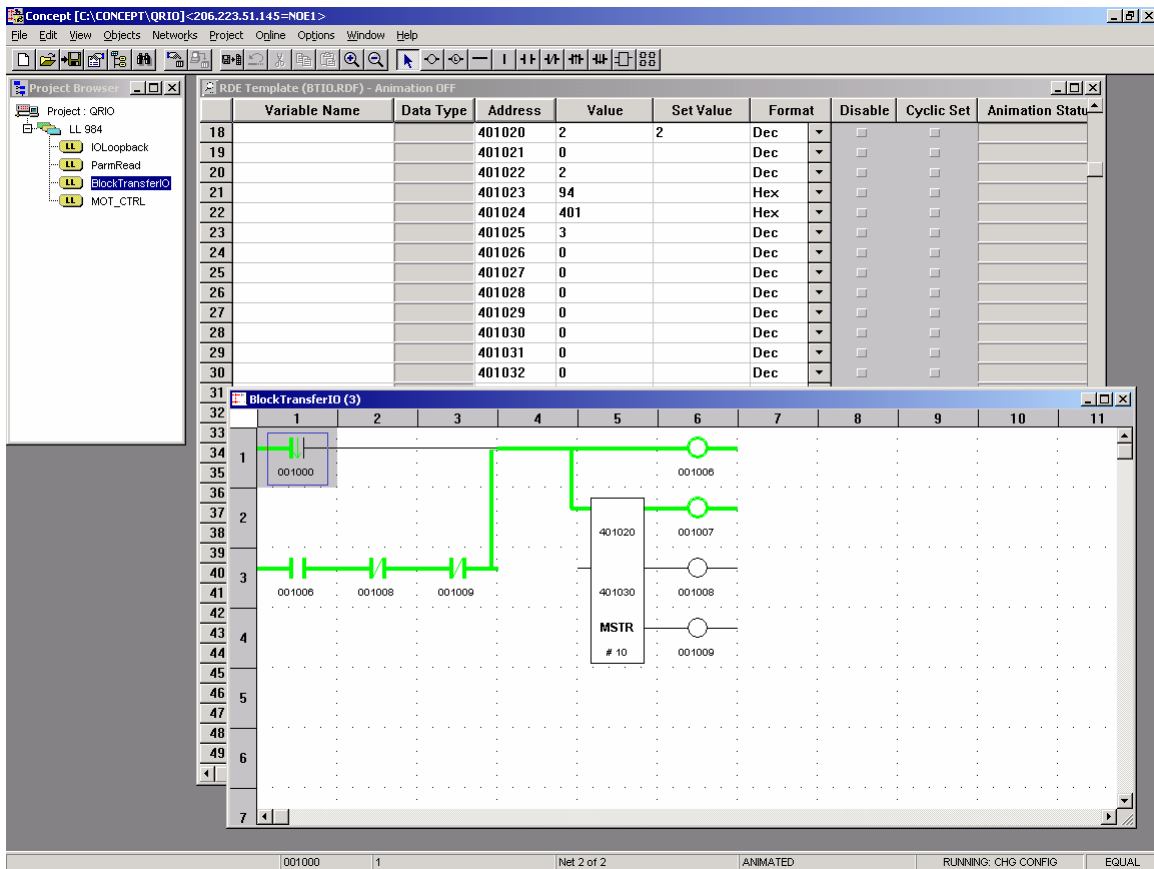 Concept [C:\CONCEPT\QRIO]<206.223.51.145=NOE1>
File Edit View Objects Networks Project Online Options Window Help
Project Browser
Project : QRIO
LL 984
LL IOLoopback
LL ParmRead
LL BlockTransferIO
LL MOT_CTRL
RDE Template (BTIO.RDF) - Animation OFF
Variable Name Data Type Address Value Set Value Format Disable Cyclic Set Animation Statu
18 401020 2 2 Dec
19 401021 0 Dec
20 401022 2 Dec
21 401023 94 Hex
22 401024 401 Hex
23 401025 3 Dec
24 401026 0 Dec
25 401027 0 Dec
26 401028 0 Dec
27 401029 0 Dec
28 401030 0 Dec
29 401031 0 Dec
30 401032 0 Dec
31
32
33
34
35
36
37
38
39
40
41
42
43
44
45
46
47
48
49
BlockTransferIO (3)
1 2 3 4 5 6 7 8 9 10 11
1
001000 001006
2
401020 001007
3
001006 001008 001009 401030 001008
4
MSTR
# 10 001009
5
6
7
001000 1 Net 2 of 2 ANIMATED RUNNING: CHG CONFIG EQUAL